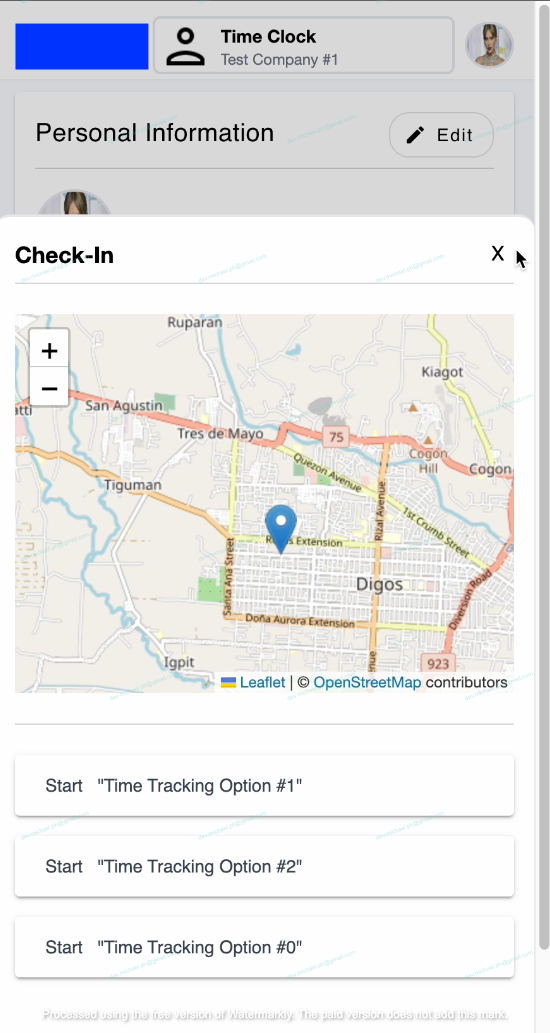 Time Clock
Test Company #1
Personal Information
Edit
Check-In
X
+
−
Ruparan
Kiagot
San Agustin
Tres de Mayo
75
Cogon
Hill
Cogon
Quezon Avenue
Tiguman
Rizal Avenue
1st Crumb Street
Extension
Santa Ana Street
Digos
Diversion Road
Doña Aurora Extension
Igpit
923
Leaflet | © OpenStreetMap contributors
Start "Time Tracking Option #1"
Start "Time Tracking Option #2"
Start "Time Tracking Option #0"
Processed using the free version of Watermarkly. The paid version does not add this mark.